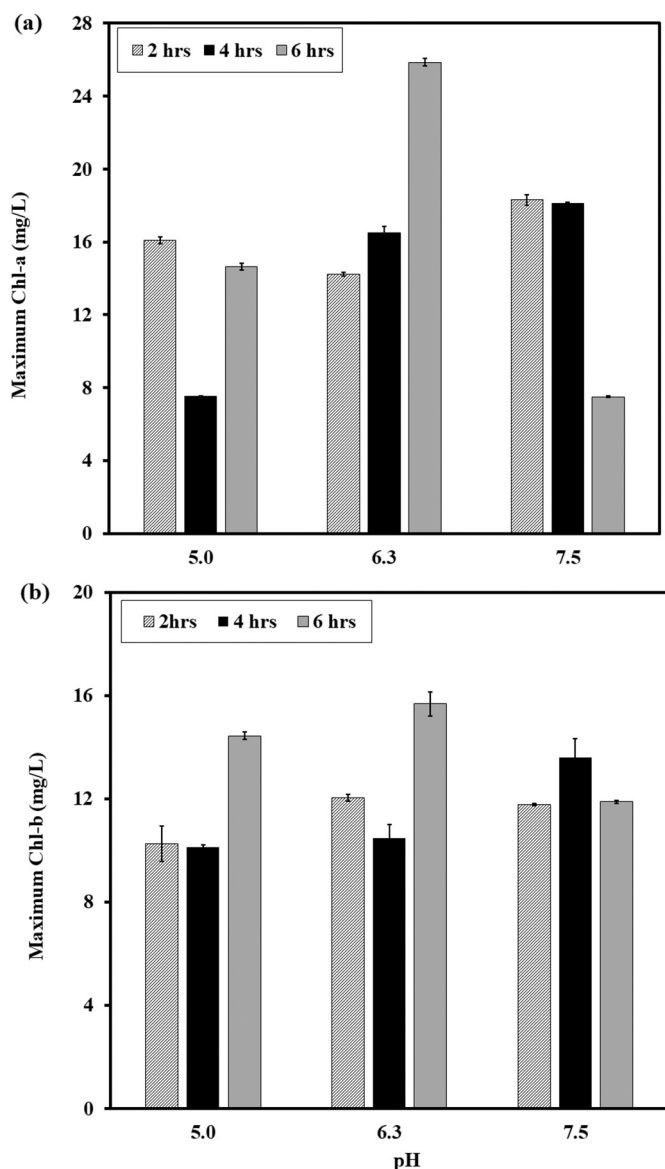 (a)
28
2 hrs 4 hrs 6 hrs
24
20
16
12
8
4
0
Maximum Chl-a (mg/L)
5.0 6.3 7.5
(b)
20
2hrs 4 hrs 6 hrs
16
12
8
4
0
Maximum Chl-b (mg/L)
5.0 6.3 7.5
pH